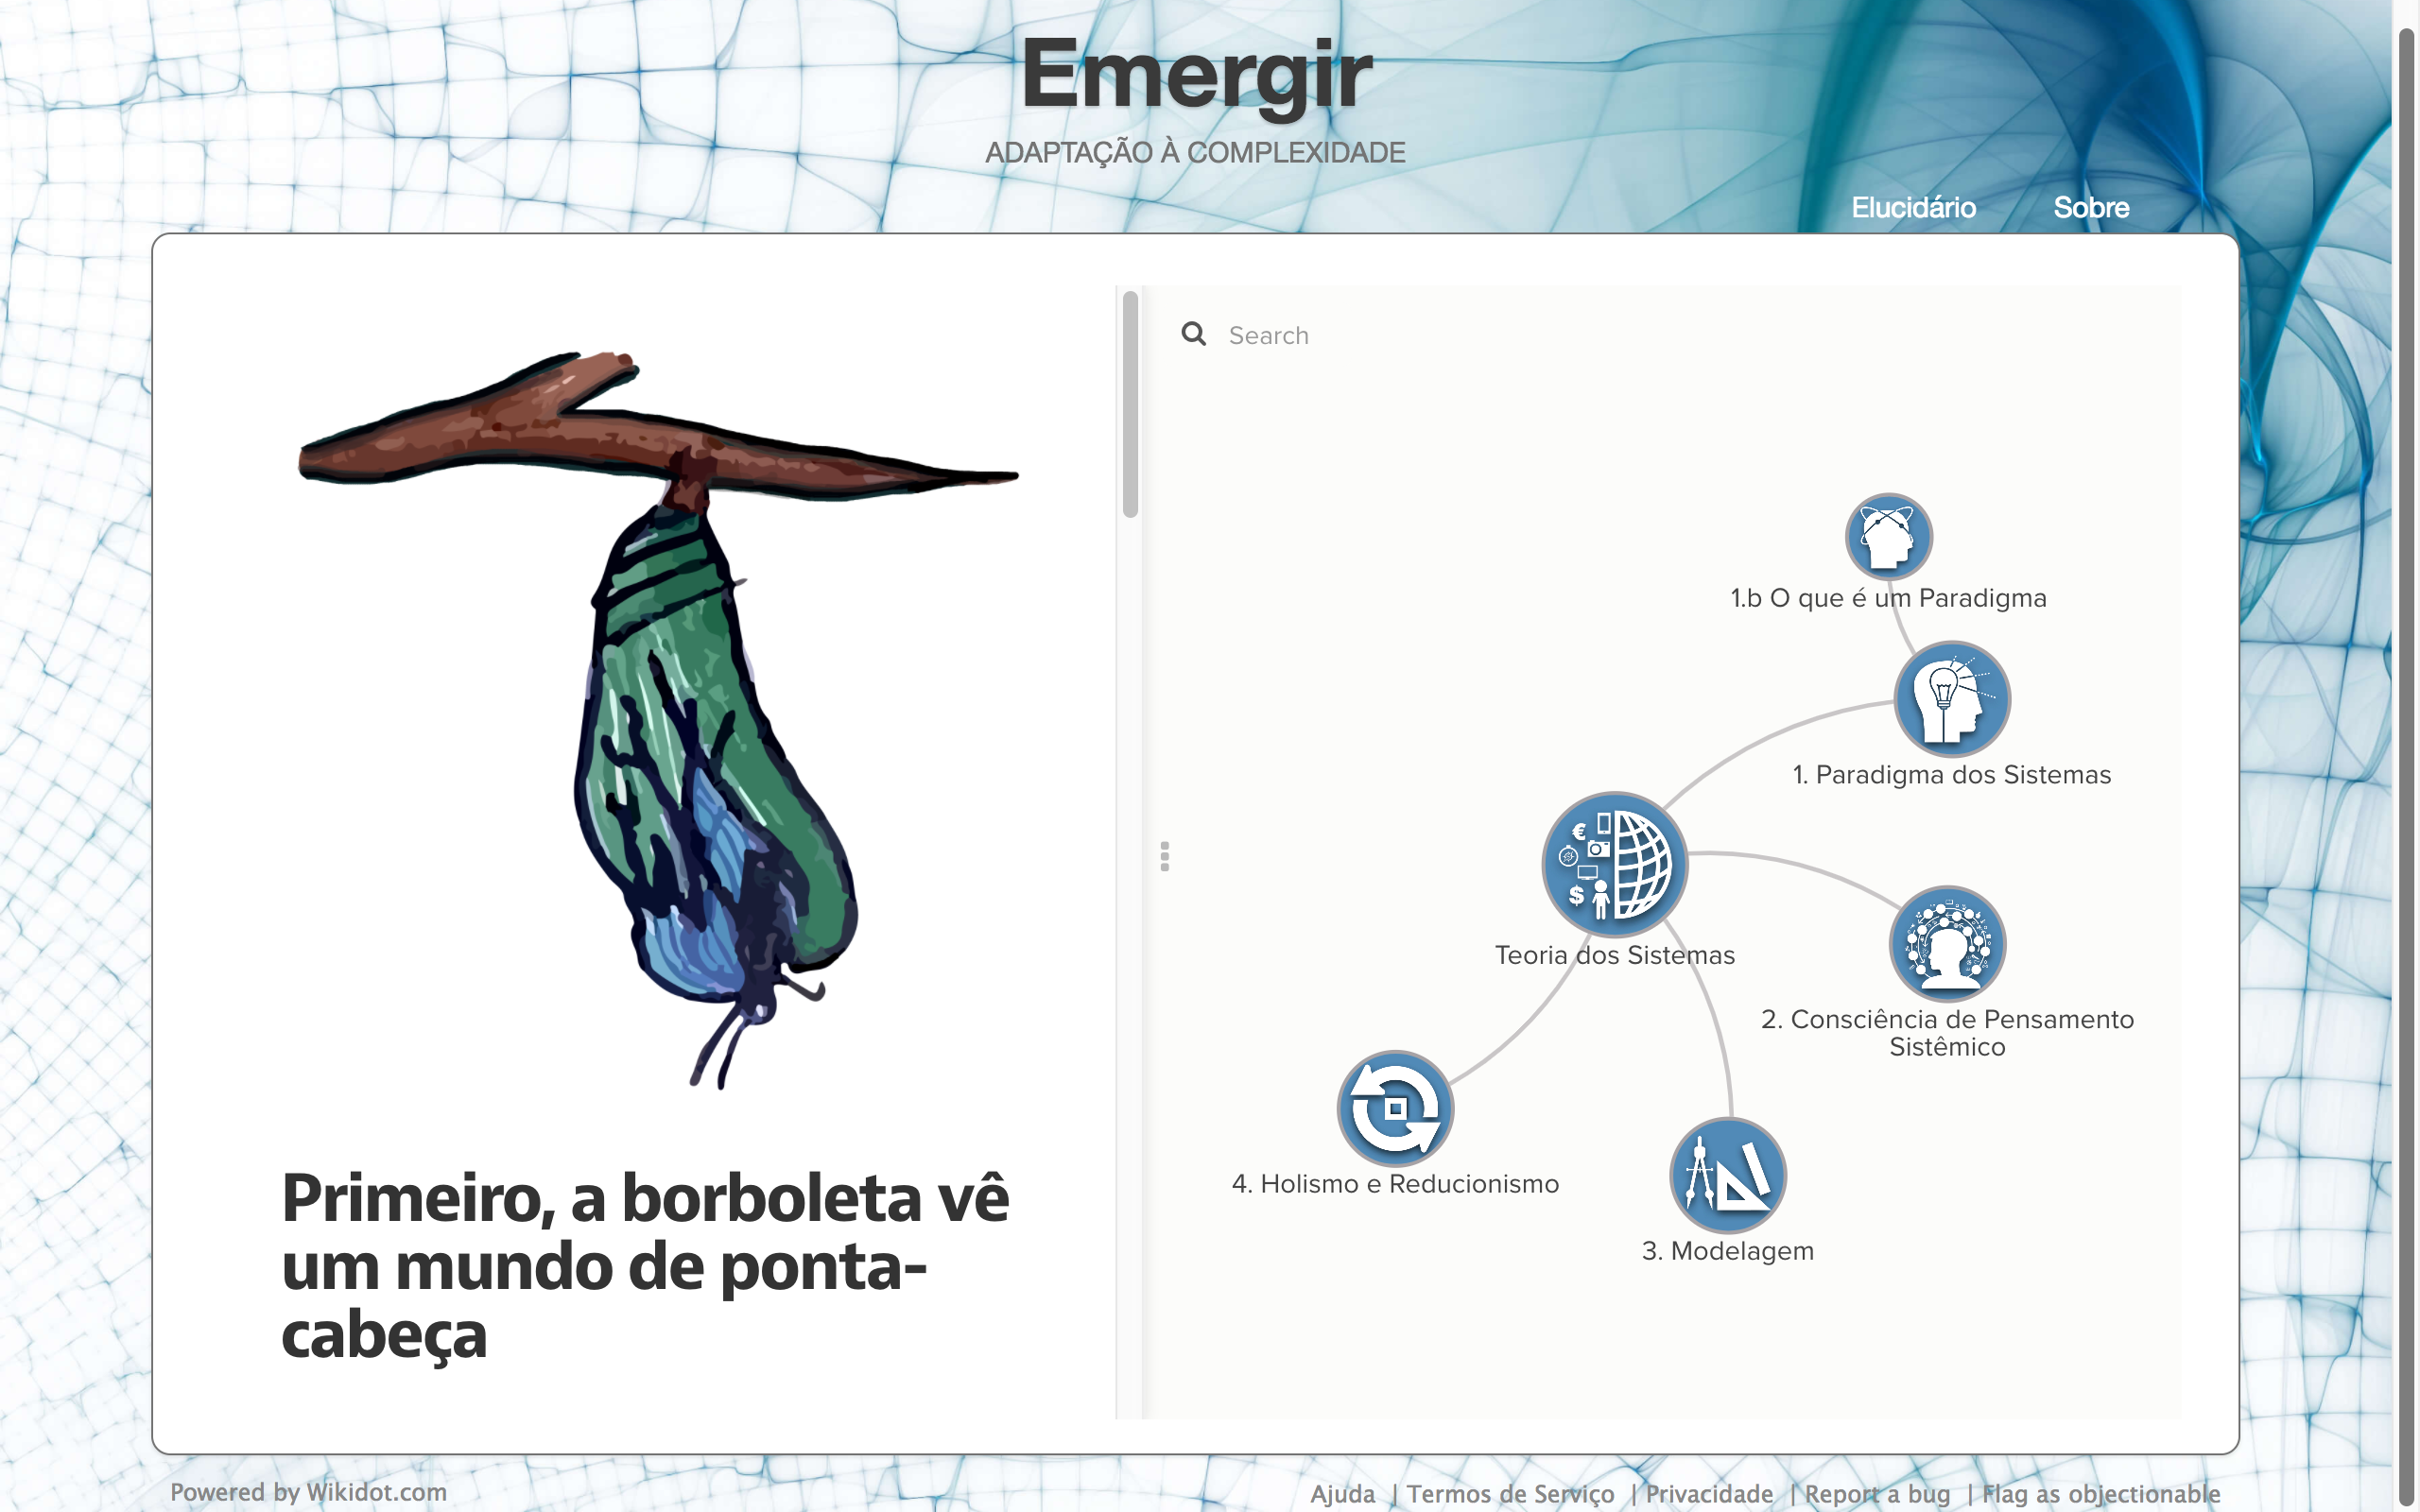 Emergir
ADAPTAÇÃO À COMPLEXIDADE
Elucidário Sobre
Primeiro, a borboleta vê
um mundo de ponta-
cabeça
Search
1.b O que é um Paradigma
1. Paradigma dos Sistemas
€
$
Teoria dos Sistemas
2. Consciência de Pensamento
Sistêmico
4. Holismo e Reducionismo
3. Modelagem
Powered by Wikidot.com
Ajuda | Termos de Serviço | Privacidade | Report a bug | Flag as objectionable